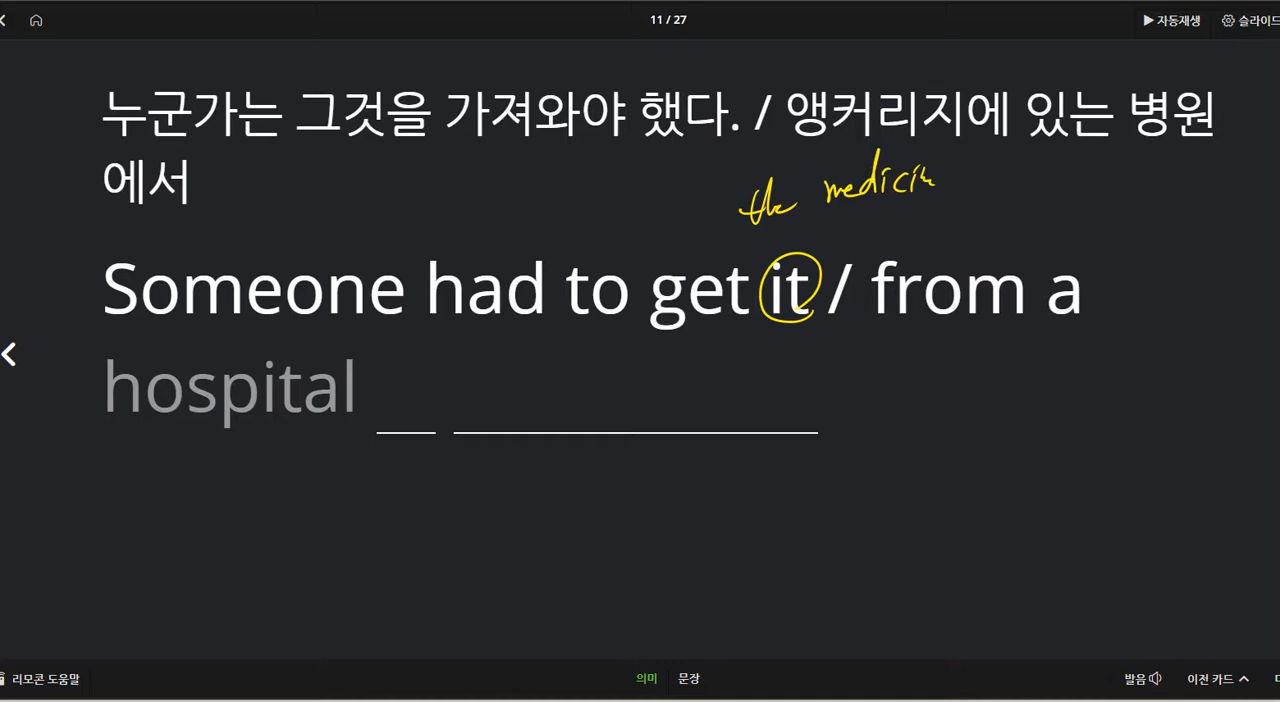 11 / 27
자동재생
슬라이드
누군가는 그것을 가져와야 했다. / 앵커리지에 있는 병원
에서
the medicin
Someone had to get it / from a
hospital
리모콘 도움말
의미
문장
발음
이전 카드